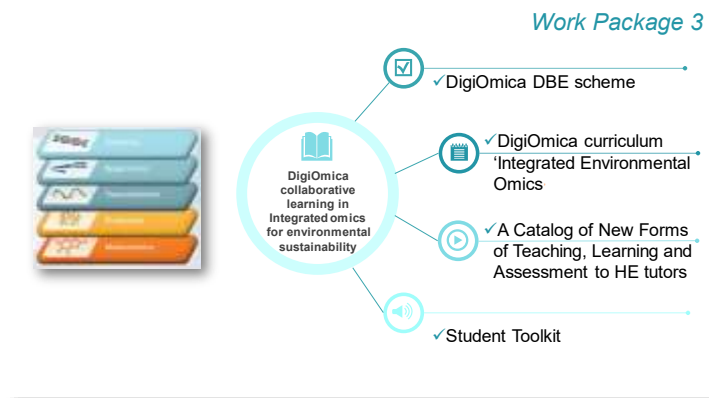 Work Package 3
✓DigiOmica DBE scheme
✓DigiOmica curriculum
‘Integrated Environmental
Omics
✓A Catalog of New Forms
of Teaching, Learning and
Assessment to HE tutors
✓Student Toolkit
DigiOmica
collaborative
learning in
Integrated omics
for environmental
sustainability